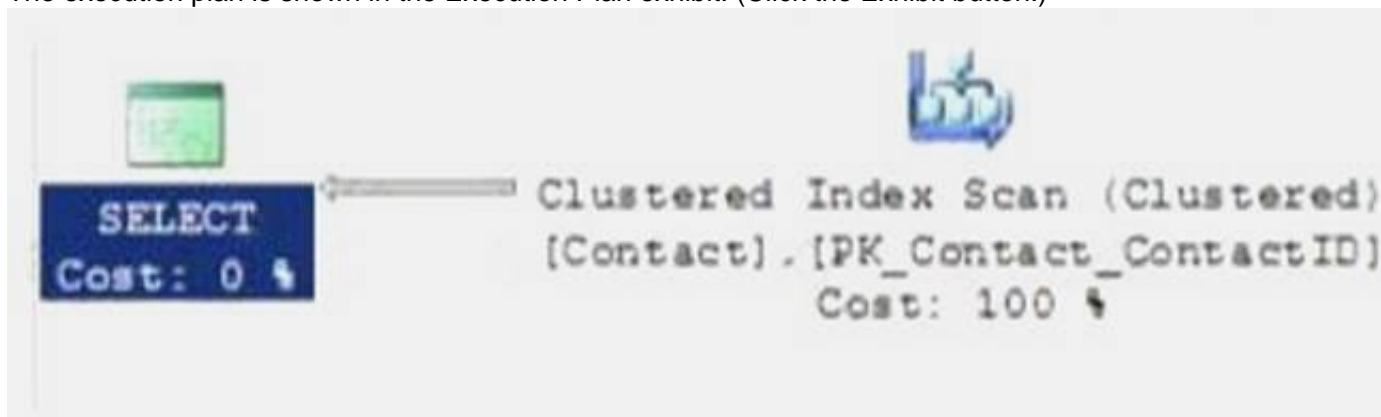 The execution plan is shown in the Execution Plan exhibit. (Click the Exhibit button.)
SELECT
Cost: 0 %
Clustered Index Scan (Clustered)
[Contact].[PK_Contact_ContactID]
Cost: 100 %